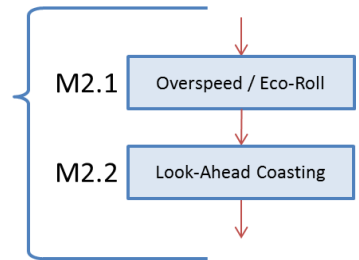 M2.1 Overspeed / Eco-Roll
M2.2 Look-Ahead Coasting